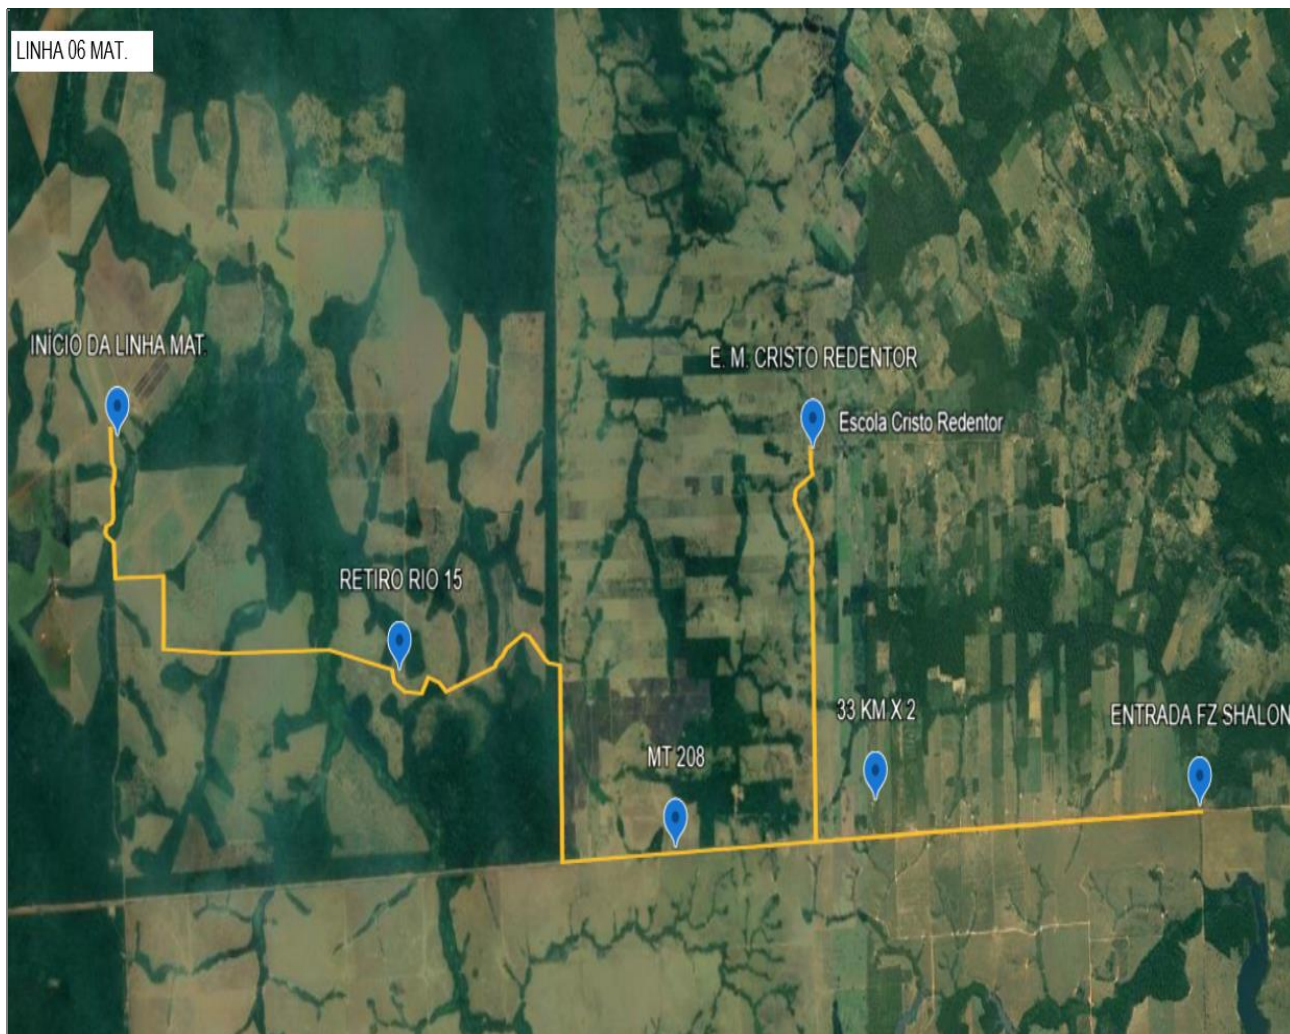 LINHA 06 MAT.
INÍCIO DA LINHA MAT.
E. M. CRISTO REDENTOR
Escola Cristo Redentor
RETIRO RIO 15
33 KM X 2
ENTRADA FZ SHALON
MT 208